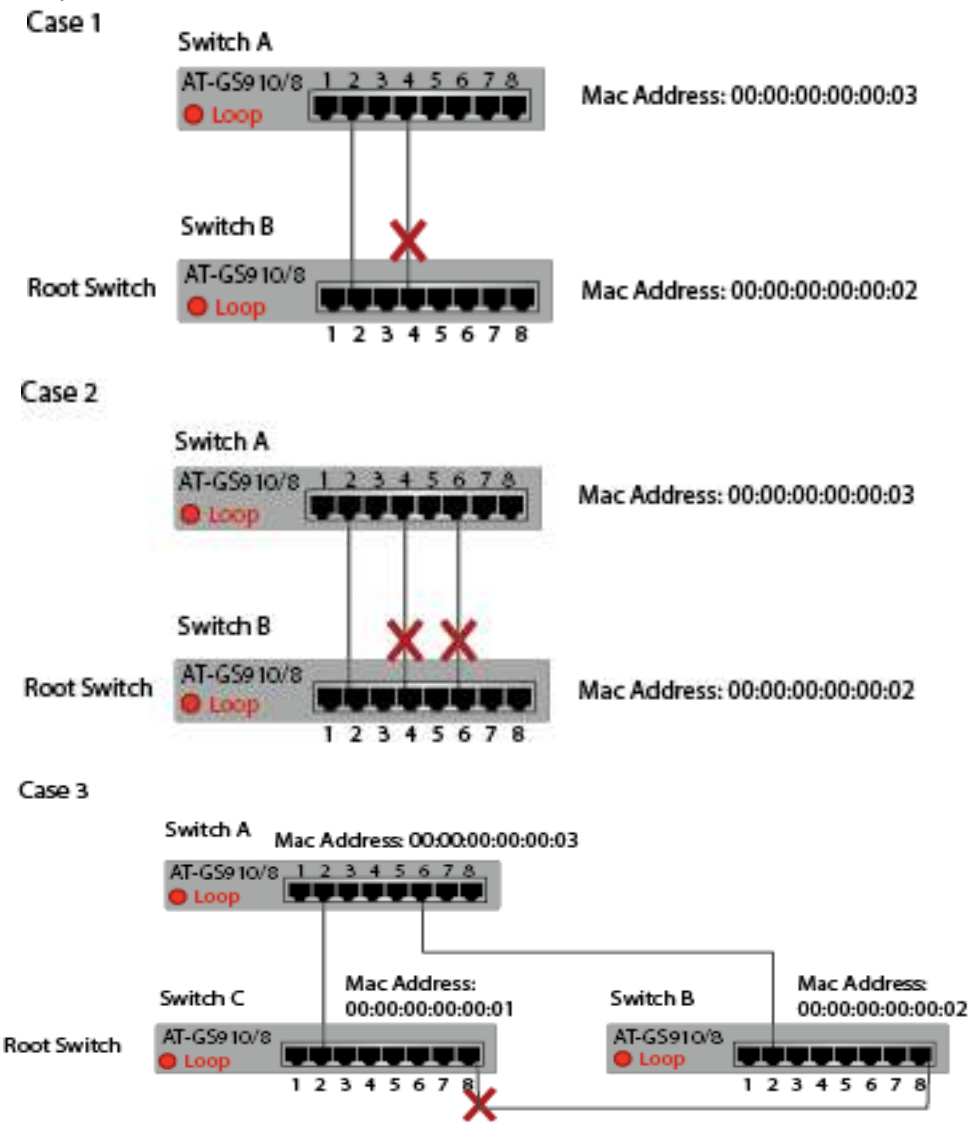 Case 1
Switch A
AT-GS910/8 1 2 3 4 5 6 7 8
Loop
Mac Address: 00:00:00:00:00:03
Switch B
Root Switch
AT-GS910/8
Loop
Mac Address: 00:00:00:00:00:02
1 2 3 4 5 6 7 8
Case 2
Switch A
AT-GS910/8 1 2 3 4 5 6 7 8
Loop
Mac Address: 00:00:00:00:00:03
Switch B
Root Switch
AT-GS910/8
Loop
Mac Address: 00:00:00:00:00:02
1 2 3 4 5 6 7 8
Case 3
Switch A
Mac Address: 00:00:00:00:00:03
AT-GS910/8 1 2 3 4 5 6 7 8
Loop
Switch C
Mac Address:
00:00:00:00:00:01
Root Switch
AT-GS910/8
Loop
1 2 3 4 5 6 7 8
Switch B
Mac Address:
00:00:00:00:00:02
AT-GS910/8
Loop
1 2 3 4 5 6 7 8